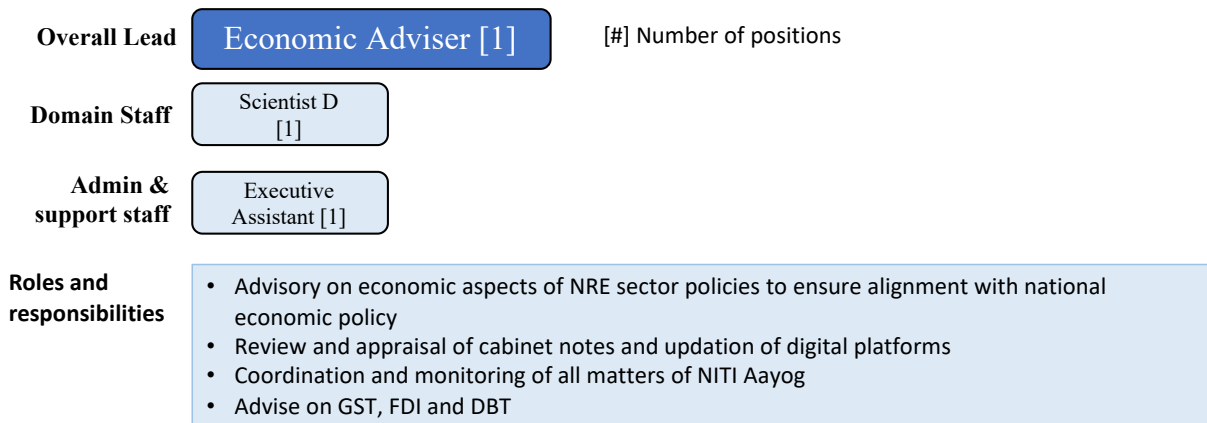 Overall Lead
Economic Adviser [1]
[#] Number of positions
Domain Staff
Scientist D
[1]
Admin &
support staff
Executive
Assistant [1]
Roles and
responsibilities
• Advisory on economic aspects of NRE sector policies to ensure alignment with national
economic policy
• Review and appraisal of cabinet notes and updation of digital platforms
• Coordination and monitoring of all matters of NITI Aayog
• Advise on GST, FDI and DBT